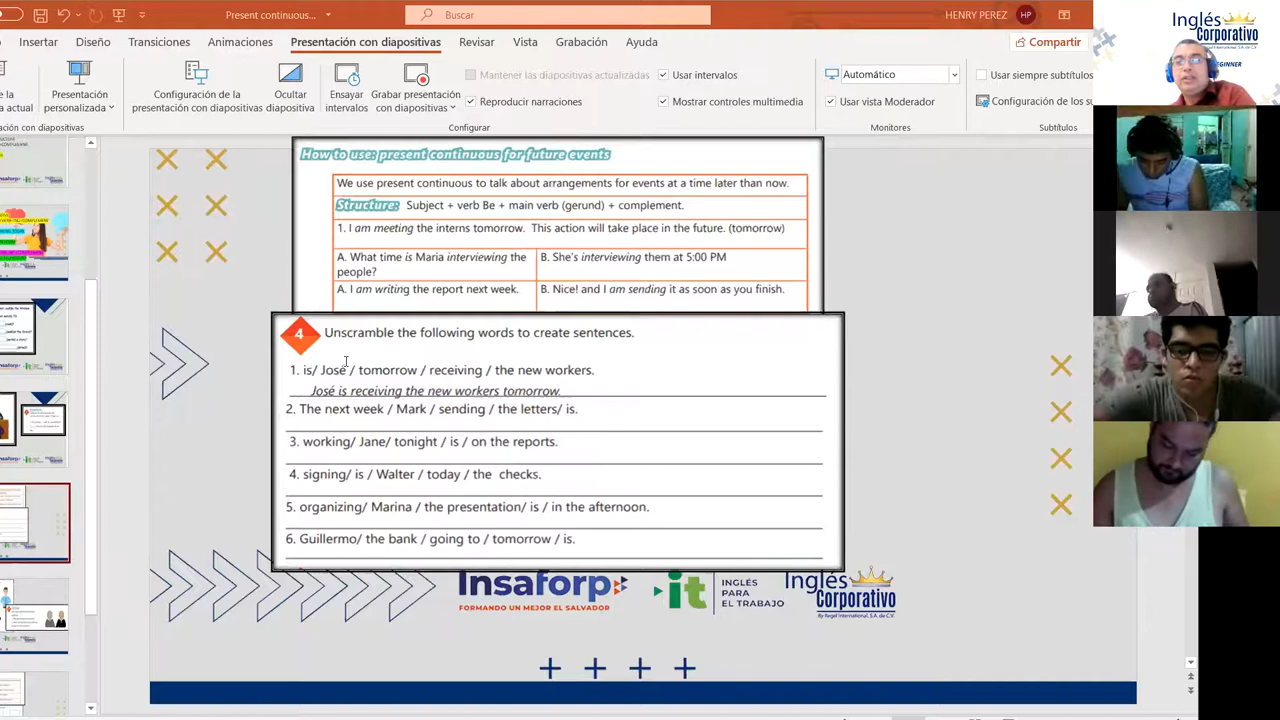 Present continuous...
Buscar
HENRY PEREZ
HP
Insertar
Diseño
Transiciones
Animaciones
Presentación con diapositivas
Revisar
Vista
Grabación
Ayuda
Compartir
Presentación
personalizada
Configuración de la
presentación con diapositivas
Ocultar
diapositiva
Ensayar
intervalos
Grabar presentación
con diapositivas
Mantener las diapositivas actualizadas
Reproducir narraciones
Usar intervalos
Mostrar controles multimedia
Configurar
Automático
Usar vista Moderador
Monitores
Usar siempre subtítulos
Configuración de los su
Subtítulos
Inglés
Corporativo
How to use: present continuous for future events
We use present continuous to talk about arrangements for events at a time later than now.
Structure: Subject + verb Be + main verb (gerund) + complement.
1. I am meeting the interns tomorrow. This action will take place in the future. (tomorrow)
A. What time is Maria interviewing the people?
B. She's interviewing them at 5:00 PM
A. I am writing the report next week.
B. Nice! and I am sending it as soon as you finish.
4 Unscramble the following words to create sentences.
1. is/ José / tomorrow / receiving / the new workers.
José is receiving the new workers tomorrow.
2. The next week / Mark / sending / the letters/ is.
3. working/ Jane/ tonight / is / on the reports.
4. signing/ is / Walter / today / the checks.
5. organizing/ Marina / the presentation/ is / in the afternoon.
6. Guillermo/ the bank / going to / tomorrow / is.
Insaforp
FORMANDO UN MEJOR EL SALVADOR
it
INGLÉS
PARA
EL TRABAJO
Inglés
Corporativo
By Regal International, S.A. de C.V.